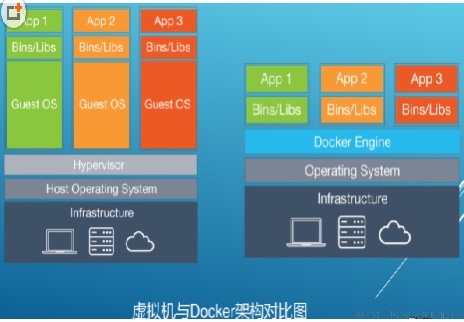 App 1 App 2 App 3
Bins/Libs Bins/Libs Bins/Libs
Guest OS Guest OS Guest OS
Hypervisor
Host Operating System
Infrastructure
App 1 App 2 App 3
Bins/Libs Bins/Libs Bins/Libs
Docker Engine
Operating System
Infrastructure
虚拟机与Docker架构对比图